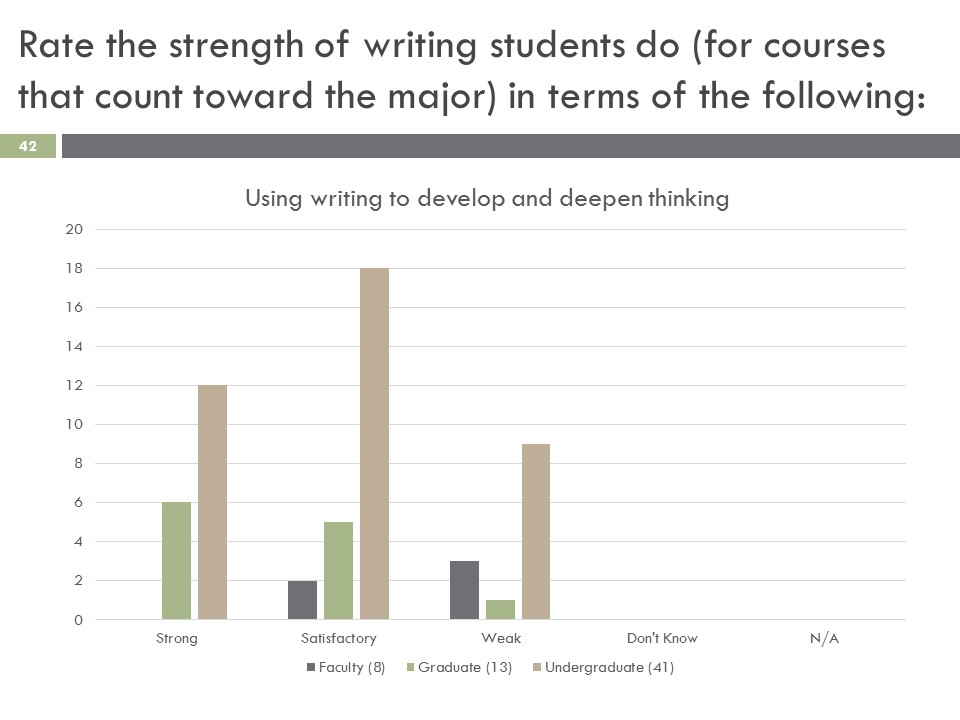 Rate the strength of writing students do (for courses
that count toward the major) in terms of the following:
42
Using writing to develop and deepen thinking
20
18
16
14
12
10
8
6
4
2
0
Strong Satisfactory Weak Don't Know N/A
Faculty (8) Graduate (13) Undergraduate (41)